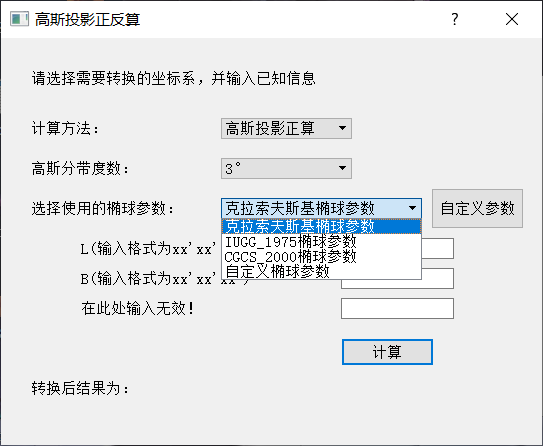 高斯投影正反算
请选择需要转换的坐标系，并输入已知信息
计算方法：
高斯投影正算
高斯分带度数：
3°
选择使用的椭球参数：
克拉索夫斯基椭球参数
自定义参数
克拉索夫斯基椭球参数
IUGG_1975椭球参数
CGCS_2000椭球参数
自定义椭球参数
L(输入格式为xx'xx'
B(输入格式为xx'xx'xx")
在此处输入无效!
计算
转换后结果为：